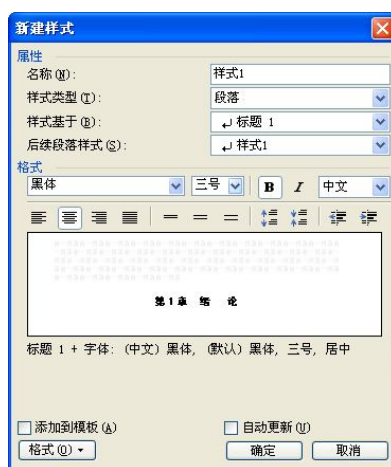 新建样式
属性
名称(N): 样式1
样式类型(T): 段落
样式基于(B): ↵ 标题 1
后续段落样式(S): ↵ 样式1
格式
黑体 三号 B I 中文
第1章 绪 论
标题 1 + 字体: (中文) 黑体, (默认) 黑体, 三号, 居中
添加到模板(A) 自动更新(U)
格式(O) 确定 取消